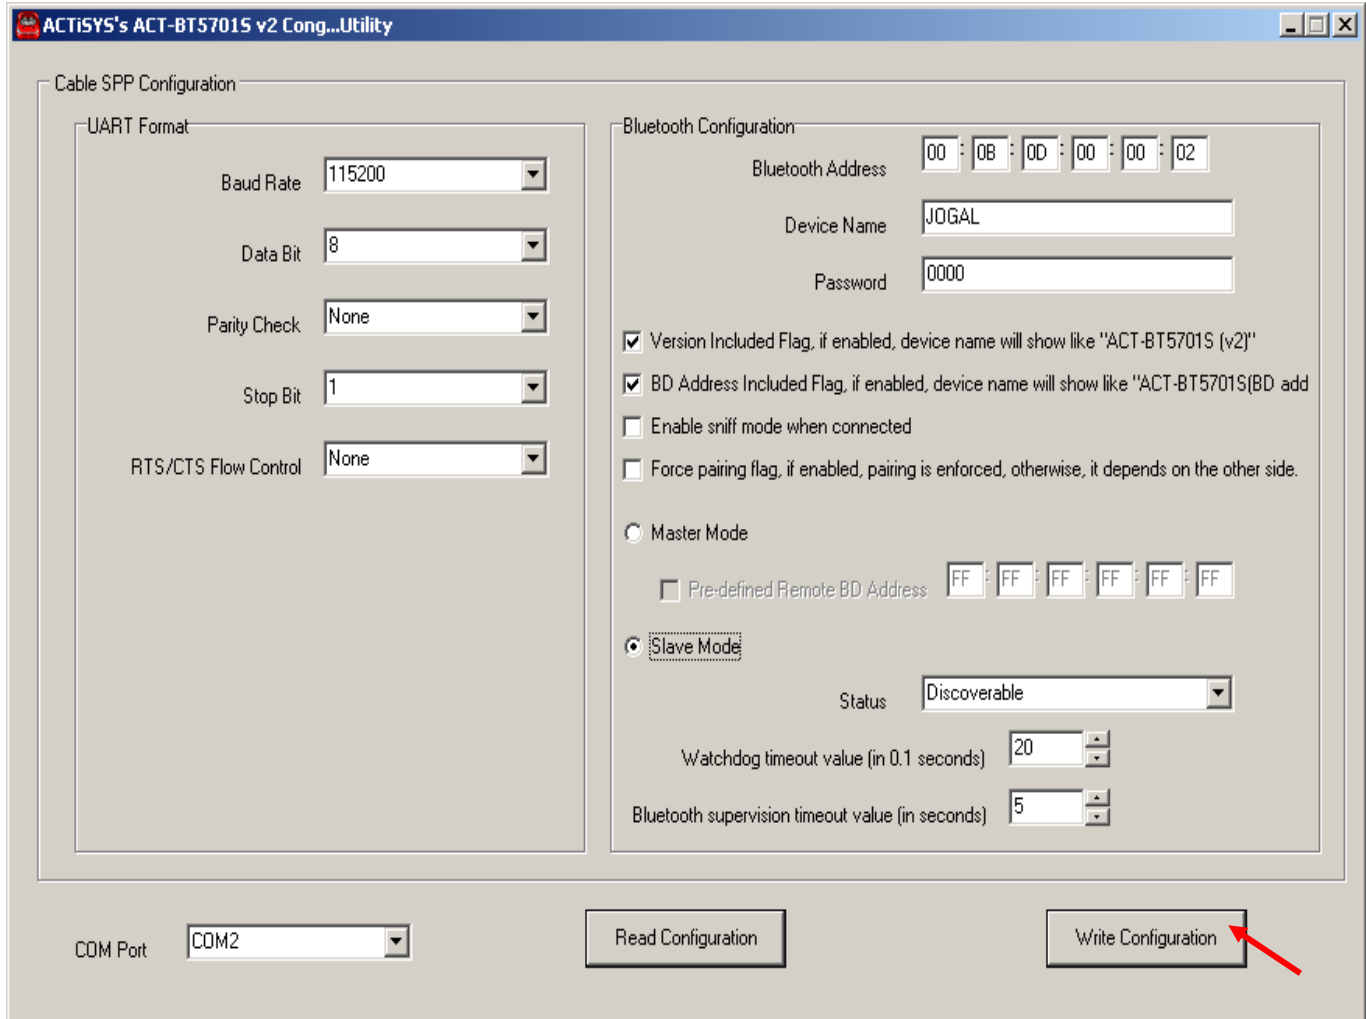 ACTiSYS's ACT-BT5701S v2 Cong...Utility
Cable SPP Configuration
UART Format
Baud Rate 115200
Data Bit 8
Parity Check None
Stop Bit 1
RTS/CTS Flow Control None
Bluetooth Configuration
Bluetooth Address 00 : 0B : 0D : 00 : 00 : 02
Device Name JOGAL
Password 0000
Version Included Flag, if enabled, device name will show like "ACT-BT5701S (v2)"
BD Address Included Flag, if enabled, device name will show like "ACT-BT5701S(BD add
Enable sniff mode when connected
Force pairing flag, if enabled, pairing is enforced, otherwise, it depends on the other side.
Master Mode
Pre-defined Remote BD Address FF : FF : FF : FF : FF : FF
Slave Mode
Status Discoverable
Watchdog timeout value (in 0.1 seconds) 20
Bluetooth supervision timeout value (in seconds) 5
COM Port COM2
Read Configuration
Write Configuration